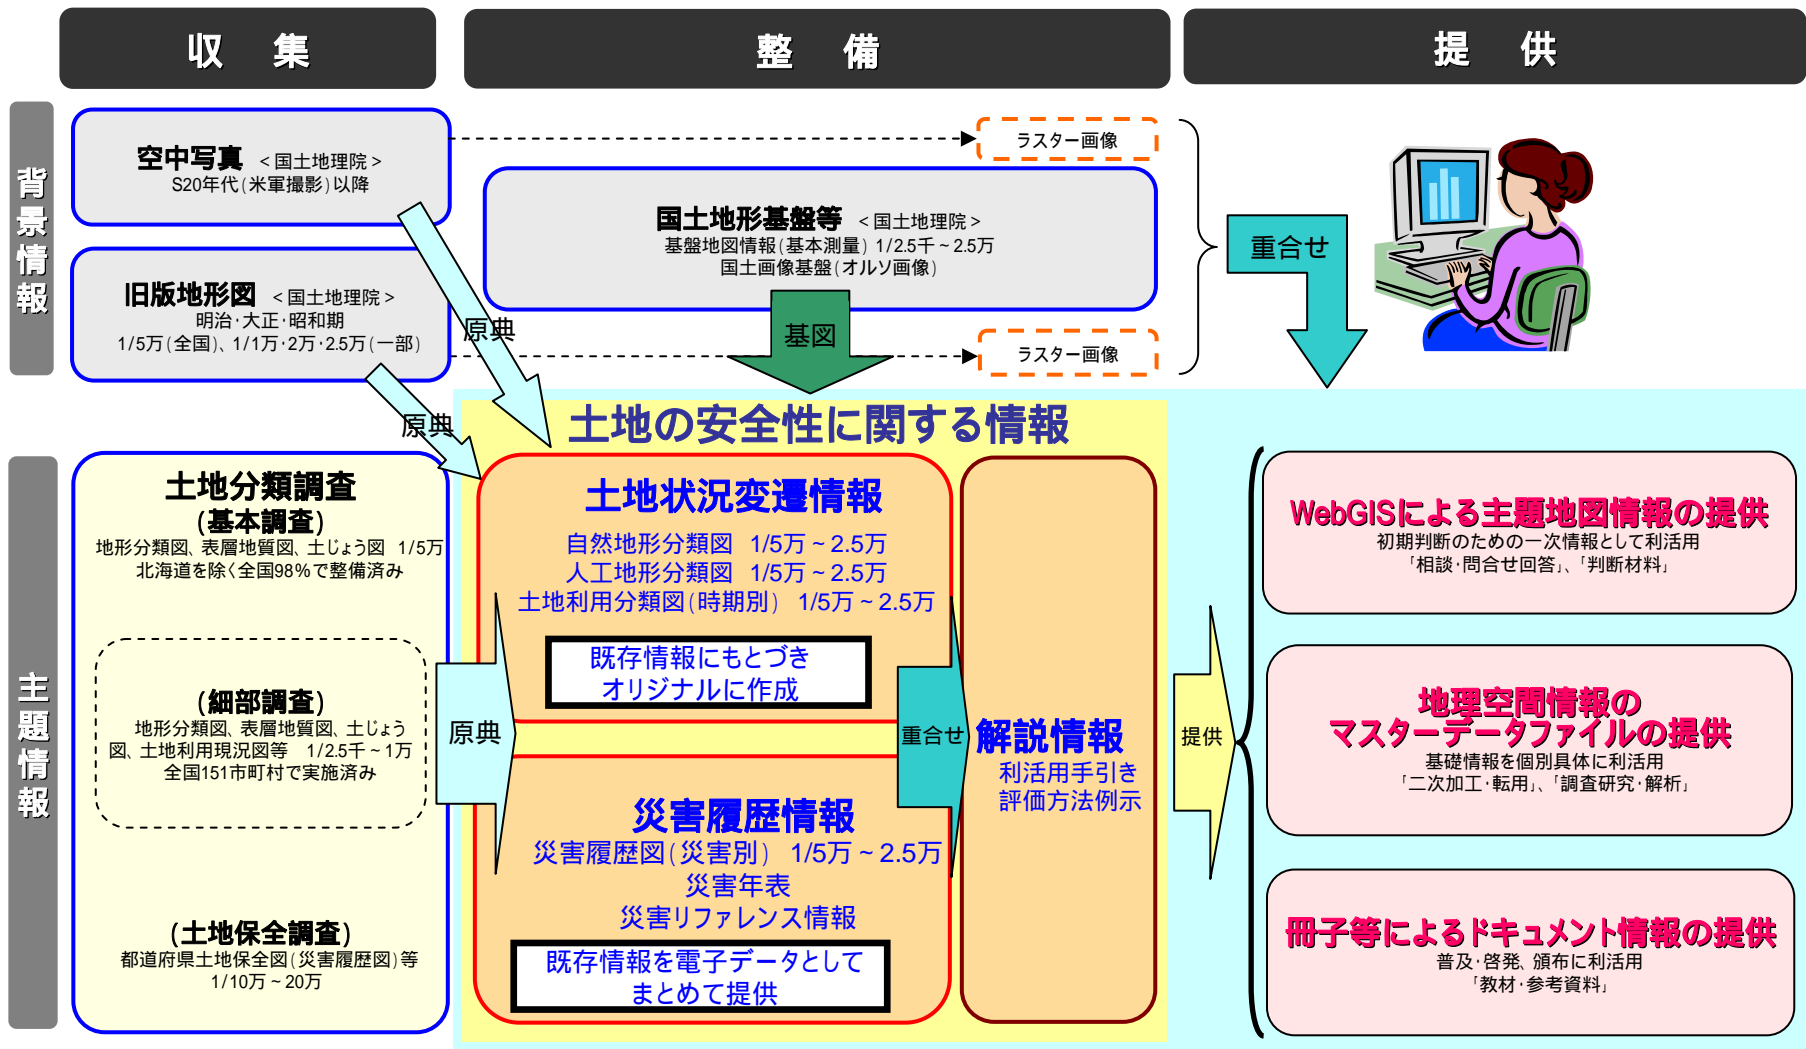 収 集
整 備
提 供
背景情報
空中写真 <国土地理院>
S20年代(米軍撮影)以降
旧版地形図 <国土地理院>
明治・大正・昭和期
1/5万(全国)、1/1万・2万・2.5万(一部)
原典
原典
ラスター画像
国土地形基盤等 <国土地理院>
基盤地図情報(基本測量) 1/2.5千~2.5万
国土画像基盤(オルソ画像)
基図
ラスター画像
重合せ
主題情報
土地分類調査
(基本調査)
地形分類図、表層地質図、土じょう図 1/5万
北海道を除く全国98%で整備済み
(細部調査)
地形分類図、表層地質図、土じょう
図、土地利用現況図等 1/2.5千~1万
全国151市町村で実施済み
(土地保全調査)
都道府県土地保全図(災害履歴図)等
1/10万~20万
原典
土地の安全性に関する情報
土地状況変遷情報
自然地形分類図 1/5万~2.5万
人工地形分類図 1/5万~2.5万
土地利用分類図(時期別) 1/5万~2.5万
既存情報にもとづき
オリジナルに作成
災害履歴情報
災害履歴図(災害別) 1/5万~2.5万
災害年表
災害リファレンス情報
既存情報を電子データとして
まとめて提供
重合せ
解説情報
利活用手引き
評価方法例示
提供
WebGISによる主題地図情報の提供
初期判断のための一次情報として利活用
「相談・問合せ回答」、「判断材料」
地理空間情報の
マスターデータファイルの提供
基礎情報を個別具体に利活用
「二次加工・転用」、「調査研究・解析」
冊子等によるドキュメント情報の提供
普及・啓発、頒布に利活用
「教材・参考資料」